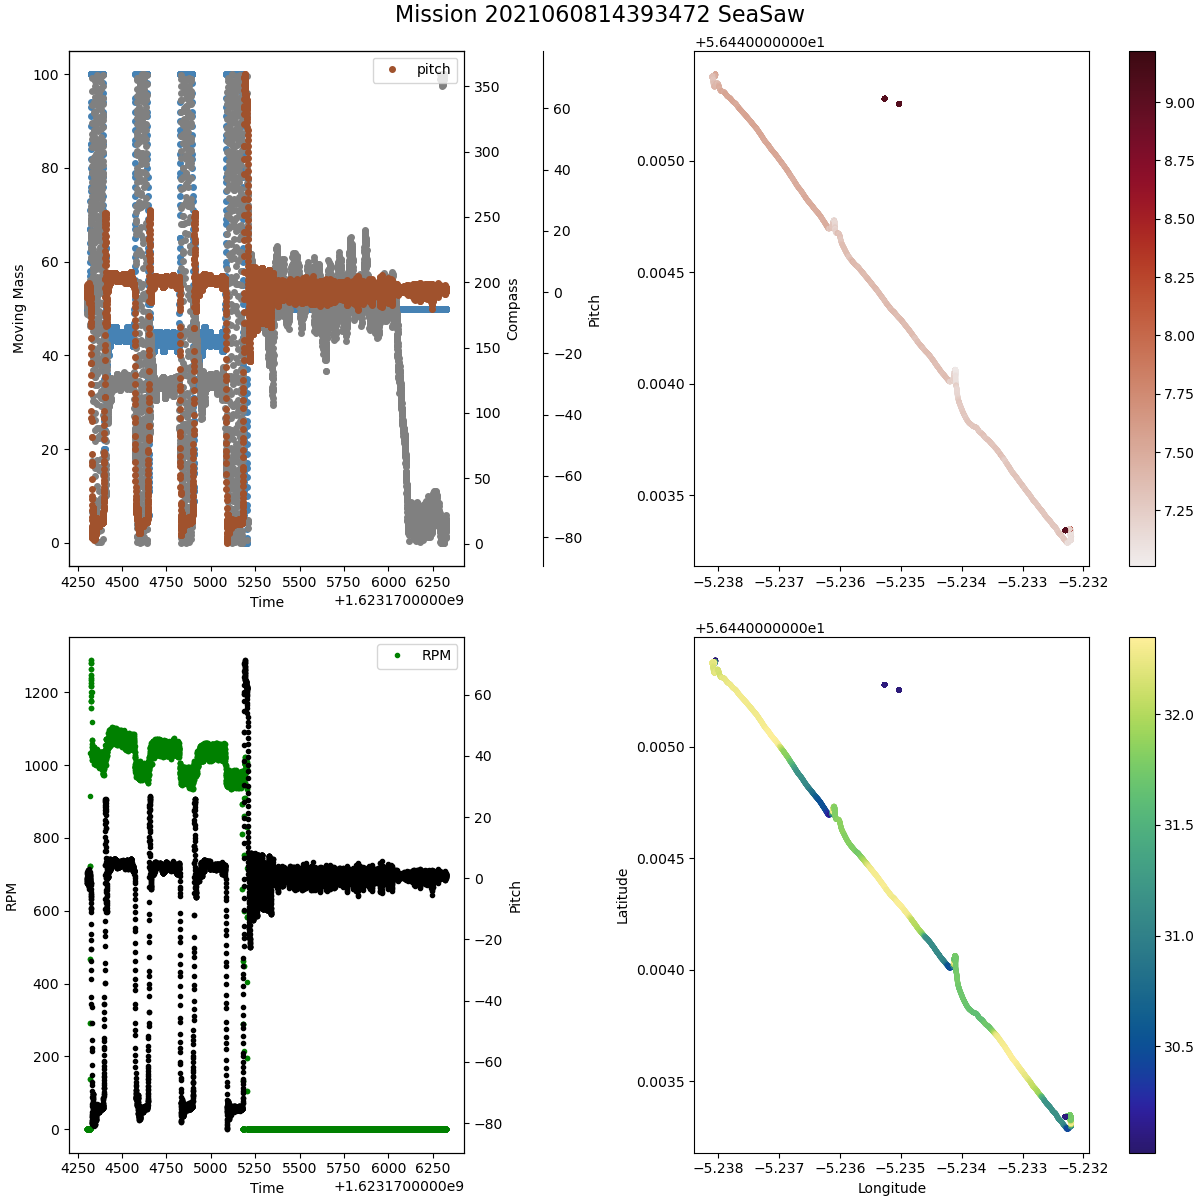 Mission 2021060814393472 SeaSaw
pitch
Moving Mass
100
80
60
40
20
0
4250 4500 4750 5000 5250 5500 5750 6000 6250
Time
+1.6231700000e9
350
300
250
200
150
100
50
0
Compass
60
40
20
0
−20
−40
−60
−80
Pitch
+5.6440000000e1
0.0050
0.0045
0.0040
0.0035
−5.238 −5.237 −5.236 −5.235 −5.234 −5.233 −5.232
9.00
8.75
8.50
8.25
8.00
7.75
7.50
7.25
RPM
RPM
1200
1000
800
600
400
200
0
4250 4500 4750 5000 5250 5500 5750 6000 6250
Time
+1.6231700000e9
60
40
20
0
−20
−40
−60
−80
Pitch
+5.6440000000e1
Latitude
0.0050
0.0045
0.0040
0.0035
−5.238 −5.237 −5.236 −5.235 −5.234 −5.233 −5.232
Longitude
32.0
31.5
31.0
30.5